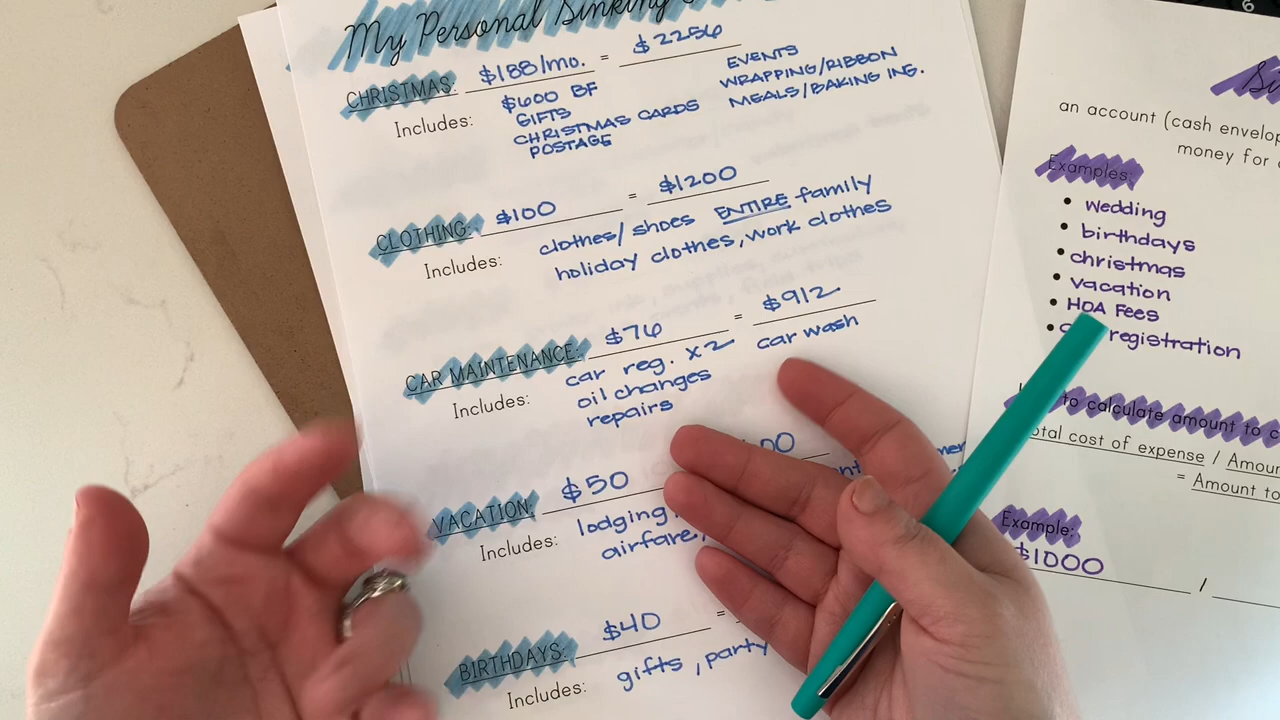 My Personal Sinking
CHRISTMAS: $188/mo. = $2256
Includes: $600 BF
GIFTS
CHRISTMAS CARDS
POSTAGE
EVENTS
WRAPPING/RIBBON
MEALS/BAKING ING.
CLOTHING: $100 = $1200
Includes: clothes/shoes ENTIRE family
holiday clothes, work clothes
CAR MAINTENANCE: $76 = $912
Includes: car reg. x2 car wash
oil changes
repairs
VACATION: $50
Includes: lodging
airfare,
BIRTHDAYS: $40 =
Includes: gifts, party
an account (cash
money for
Examples:
• wedding
• birthdays
• christmas
• vacation
• HOA Fees
• registration
to calculate amount to
cost of expense /
= Amount to
Example:
$1000 /